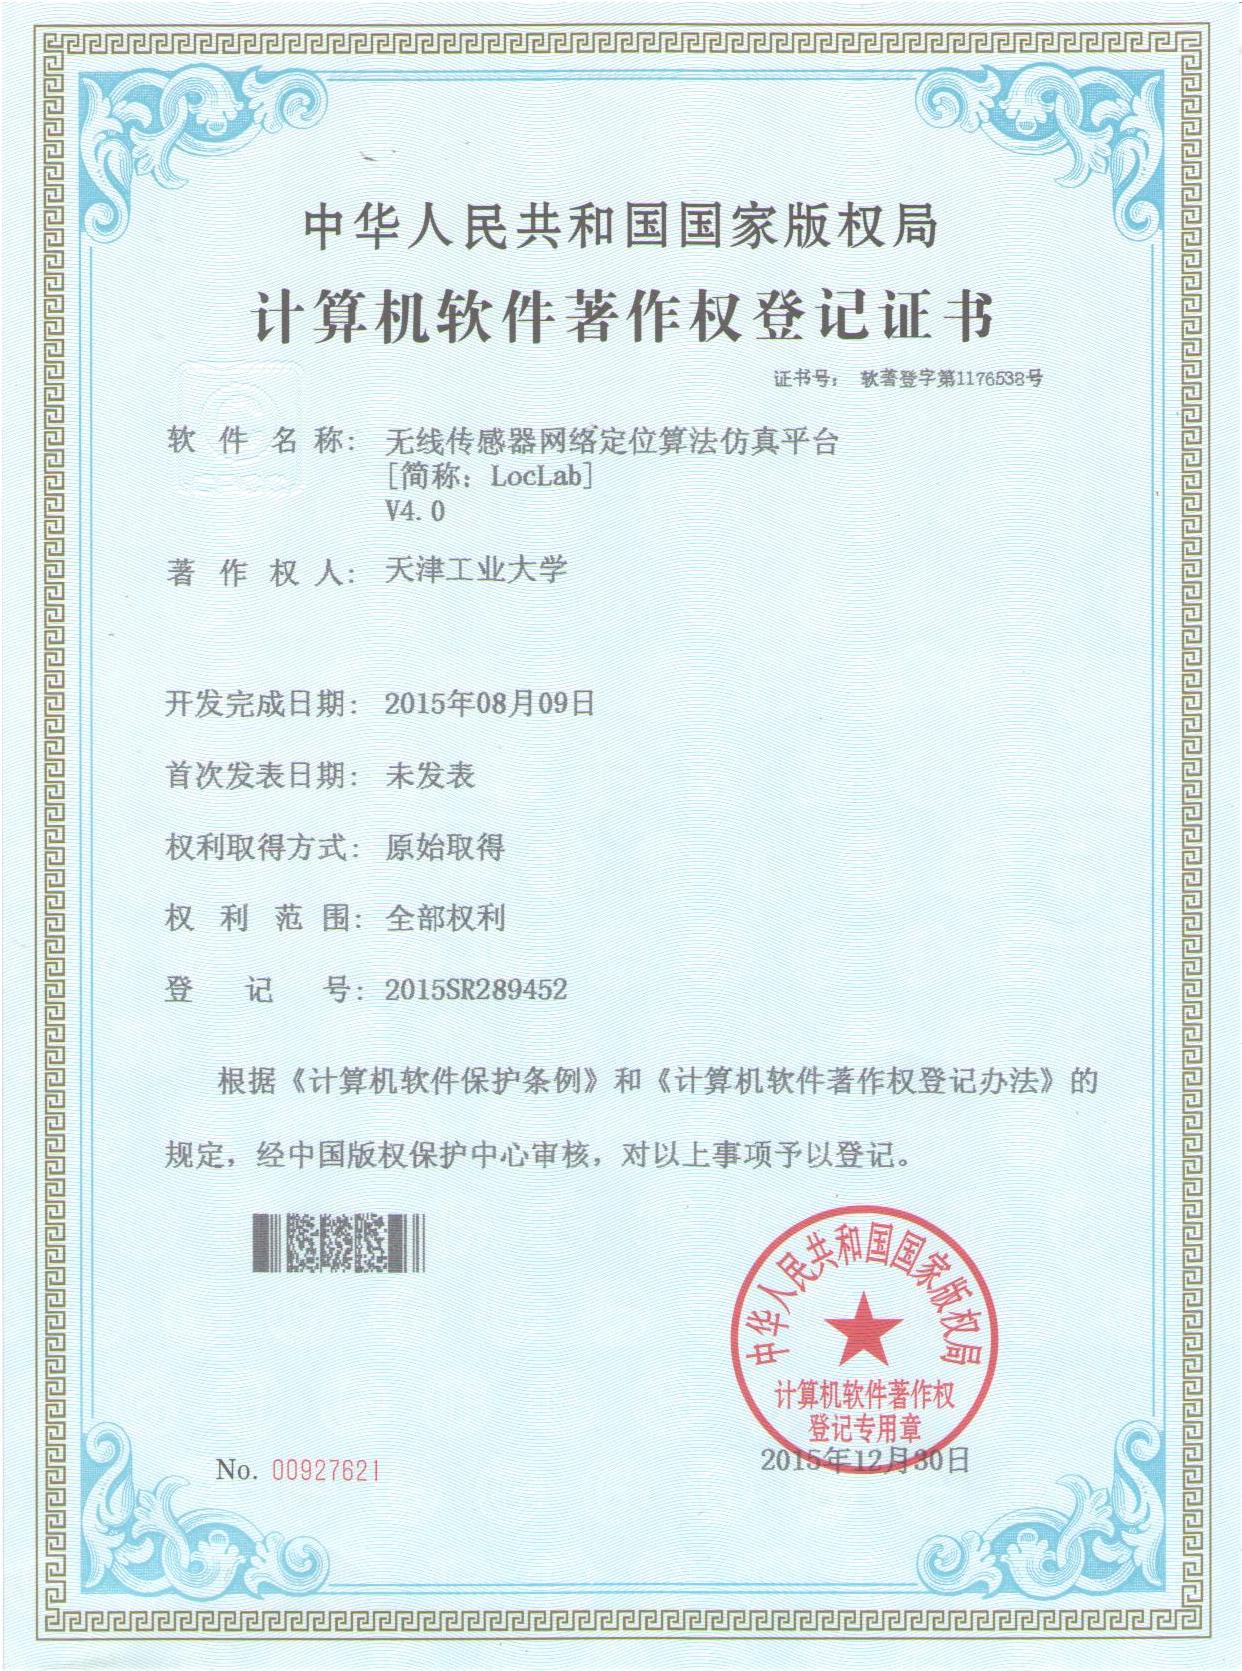 中华人民共和国国家版权局
计算机软件著作权登记证书
证书号： 软著登字第1176538号
软件名称： 无线传感器网络定位算法仿真平台
[简称：LocLab]
V4.0
著作权人： 天津工业大学
开发完成日期： 2015年08月09日
首次发表日期： 未发表
权利取得方式： 原始取得
权利范围： 全部权利
登记号： 2015SR289452
根据《计算机软件保护条例》和《计算机软件著作权登记办法》的
规定，经中国版权保护中心审核，对以上事项予以登记。
中华人民共和国国家版权局
计算机软件著作权
登记专用章
2015年12月30日
No. 00927621